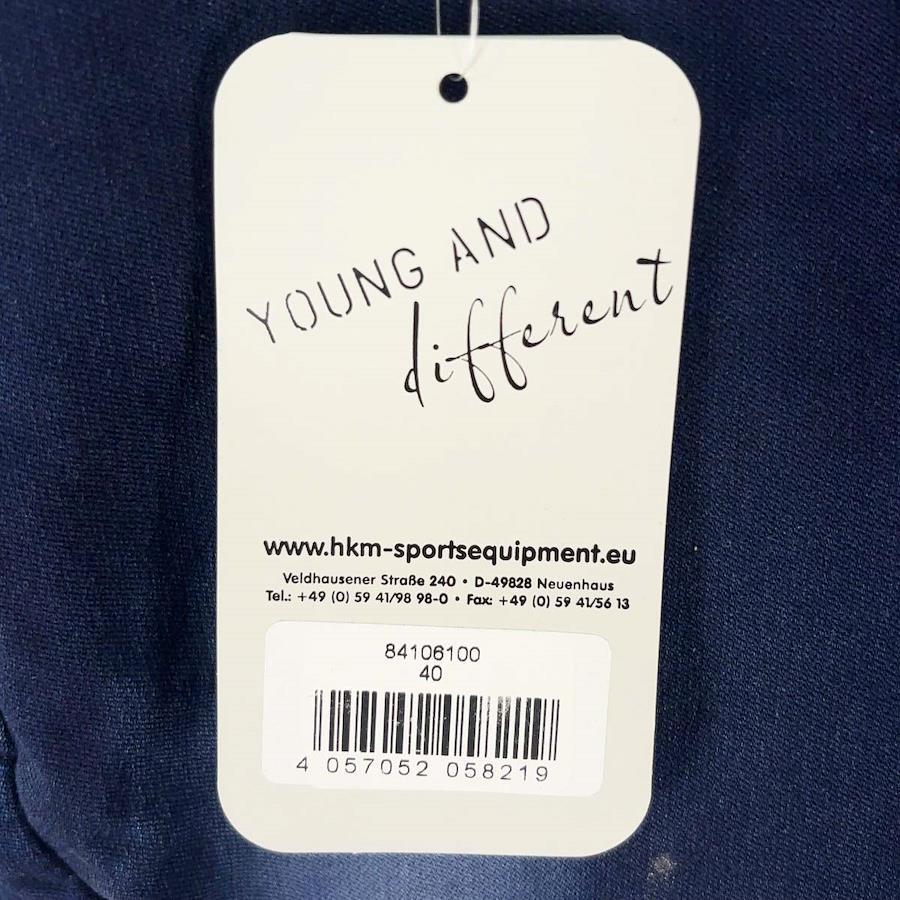 YOUNG AND
different
www.hkm-sportsequipment.eu
Veldhausener Straße 240 • D-49828 Neuenhaus
Tel.: +49 (0) 59 41/98 98-0 • Fax: +49 (0) 59 41/56 13
84106100
40
4 057052 058219